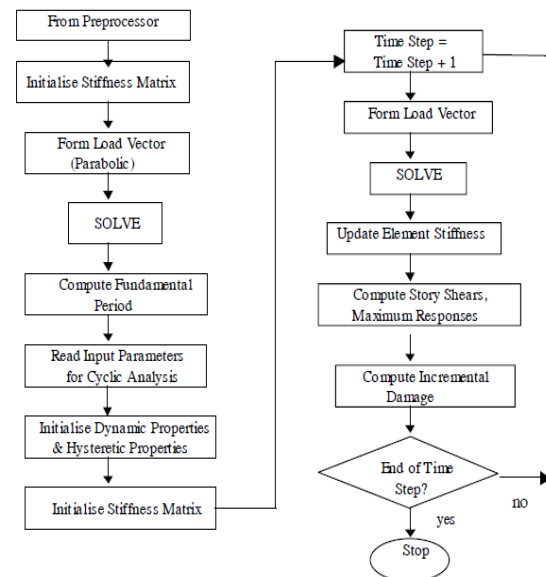 From Preprocessor
Initialise Stiffness Matrix
Form Load Vector
(Parabolic)
SOLVE
Compute Fundamental
Period
Read Input Parameters
for Cyclic Analysis
Initialise Dynamic Properties
& Hysteretic Properties
Initialise Stiffness Matrix
Time Step =
Time Step + 1
Form Load Vector
SOLVE
Update Element Stiffness
Compute Story Shears,
Maximum Responses
Compute Incremental
Damage
End of Time
Step?
no
yes
Stop